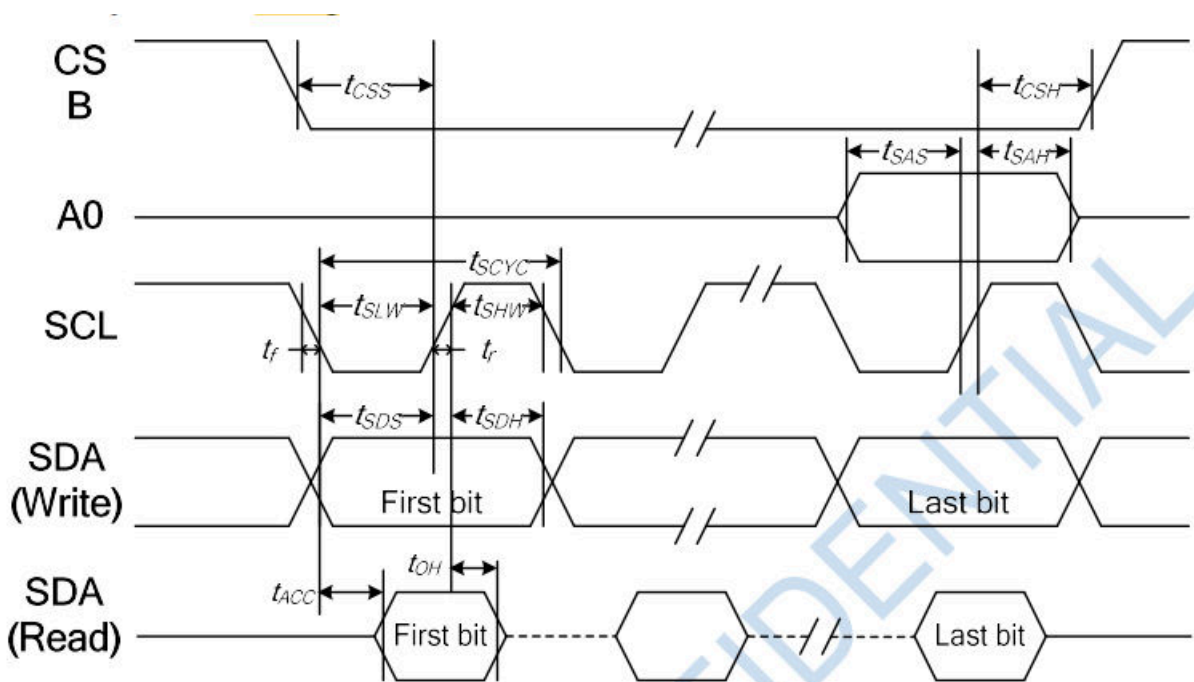 CS
B
tCSS
tCSH
tSAS
tSAH
A0
tSCYC
SCL
tSLW
tSHW
tf
tr
tSDS
tSDH
SDA
(Write)
First bit
Last bit
tOH
tACC
SDA
(Read)
First bit
Last bit
FIDENTIAL